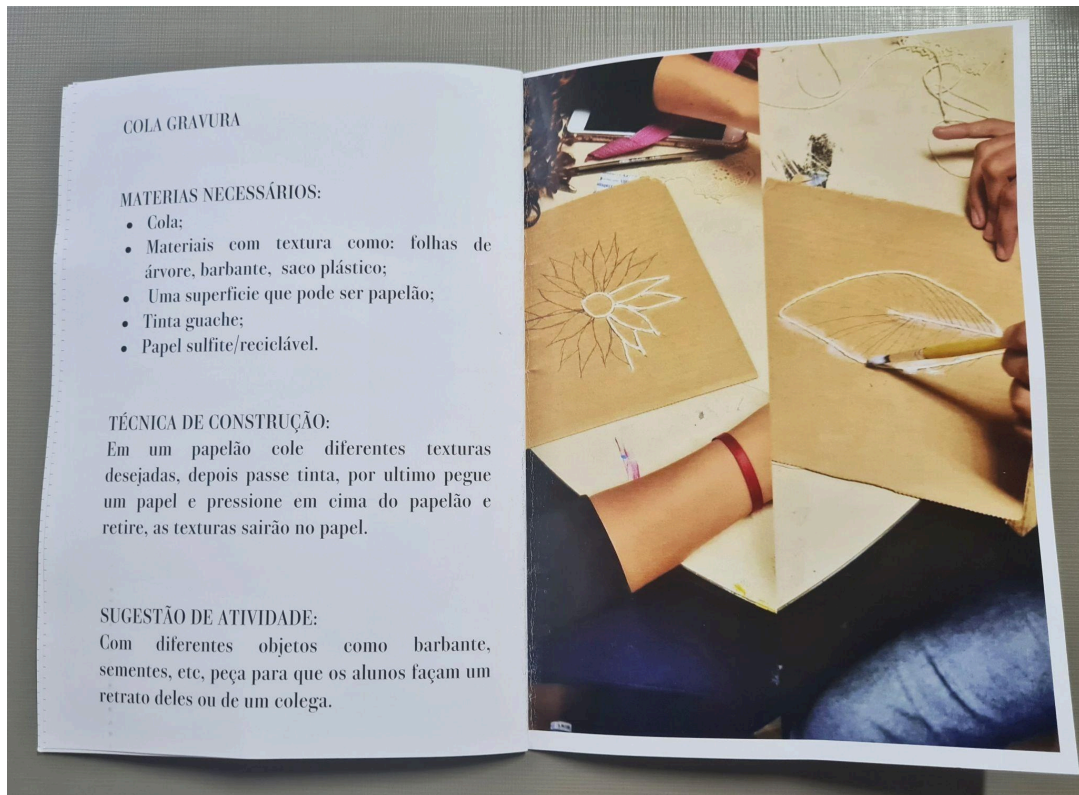 COLA GRAVURA
MATERIAS NECESSÁRIOS:
• Cola;
• Materiais com textura como: folhas de
árvore, barbante, saco plástico;
• Uma superficie que pode ser papelão;
• Tinta guache;
• Papel sulfite/reciclável.
TÉCNICA DE CONSTRUÇÃO:
Em um papelão cole diferentes texturas
desejadas, depois passe tinta, por ultimo pegue
um papel e pressione em cima do papelão e
retire, as texturas sairão no papel.
SUGESTÃO DE ATIVIDADE:
Com diferentes objetos como barbante,
sementes, etc, peça para que os alunos façam um
retrato deles ou de um colega.